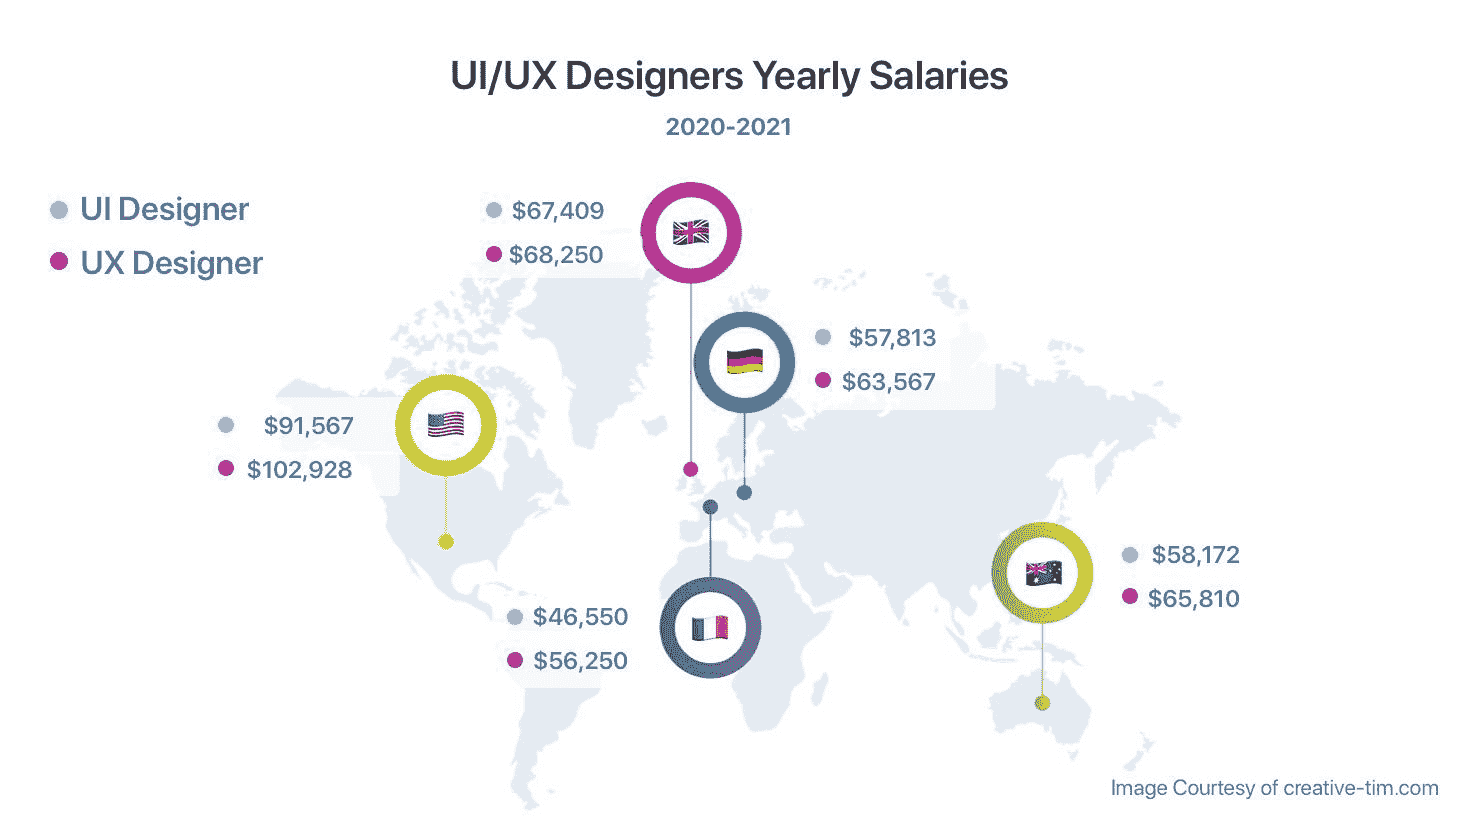 UI/UX Designers Yearly Salaries
2020-2021
UI Designer
UX Designer
$67,409
$68,250
$57,813
$63,567
$91,567
$102,928
$58,172
$65,810
$46,550
$56,250
Image Courtesy of creative-tim.com